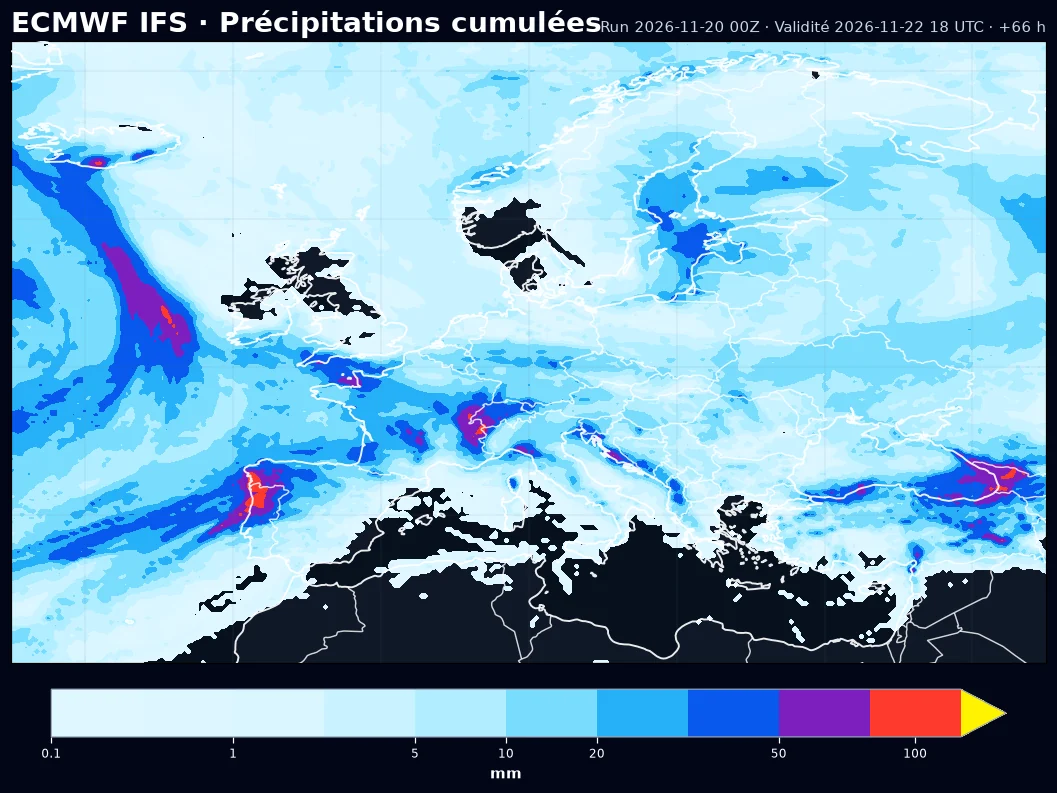 ECMWF IFS · Précipitations cumulées
Run 2026-11-20 00Z · Validité 2026-11-22 18 UTC · +66 h
0.1 1 5 10 20 50 100
mm